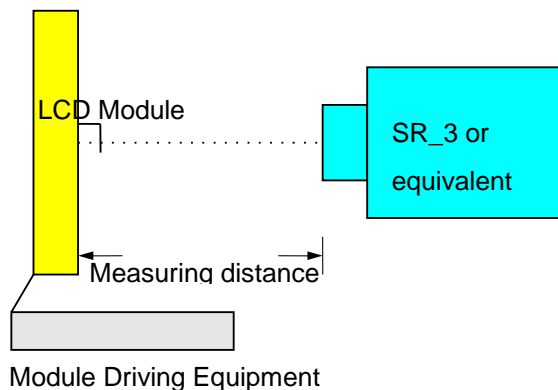 LCD Module
SR_3 or
equivalent
Measuring distance
Module Driving Equipment